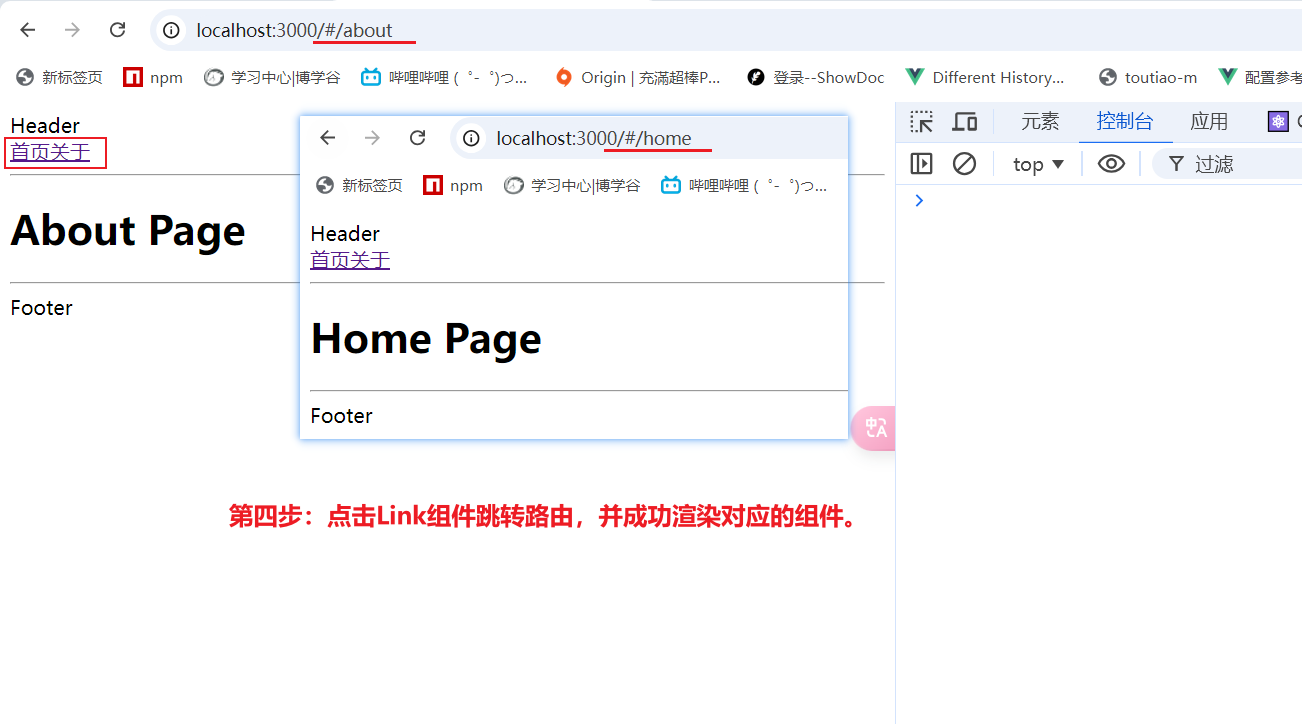 localhost:3000/#/about
新标签页 npm 学习中心|博学谷 哔哩哔哩 (゜-゜)つ... Origin | 充滿超棒P... 登录--ShowDoc Different History... toutiao-m 配置参考
Header
首页关于
About Page
Footer
localhost:3000/#/home
新标签页 npm 学习中心|博学谷 哔哩哔哩 (゜-゜)つ...
Header
首页关于
Home Page
Footer
中A
第四步：点击Link组件跳转路由，并成功渲染对应的组件。
元素 控制台 应用
top 过滤